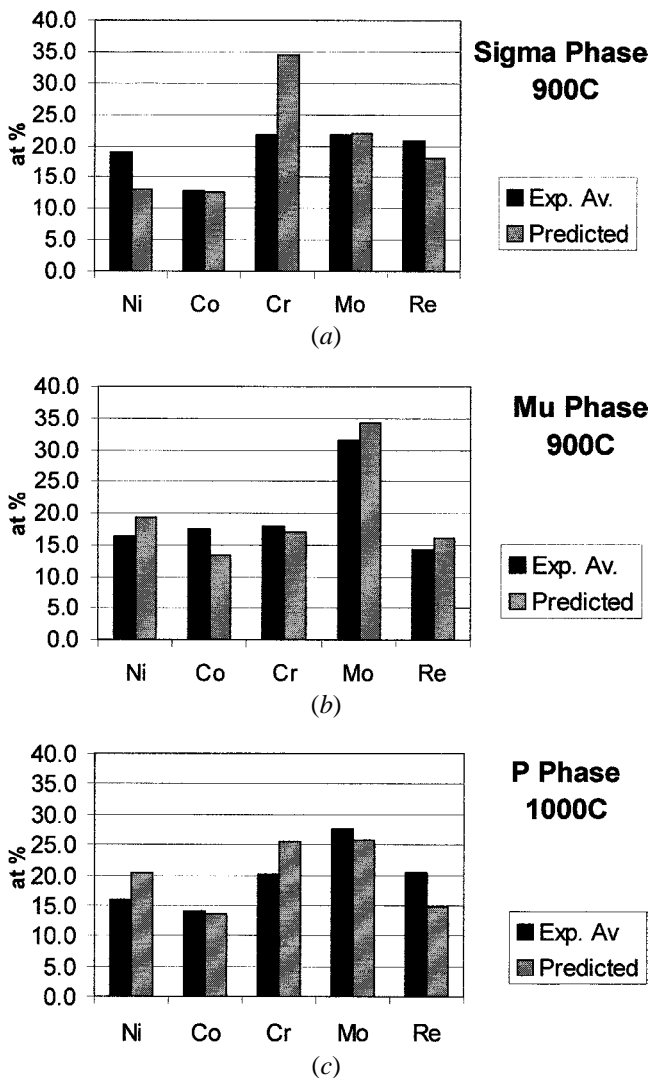 Sigma Phase
900C
40.0
35.0
30.0
25.0
20.0
15.0
10.0
5.0
0.0
at %
Ni Co Cr Mo Re
Exp. Av.
Predicted
(a)
Mu Phase
900C
40.0
35.0
30.0
25.0
20.0
15.0
10.0
5.0
0.0
at %
Ni Co Cr Mo Re
Exp. Av.
Predicted
(b)
P Phase
1000C
40.0
35.0
30.0
25.0
20.0
15.0
10.0
5.0
0.0
at %
Ni Co Cr Mo Re
Exp. Av
Predicted
(c)